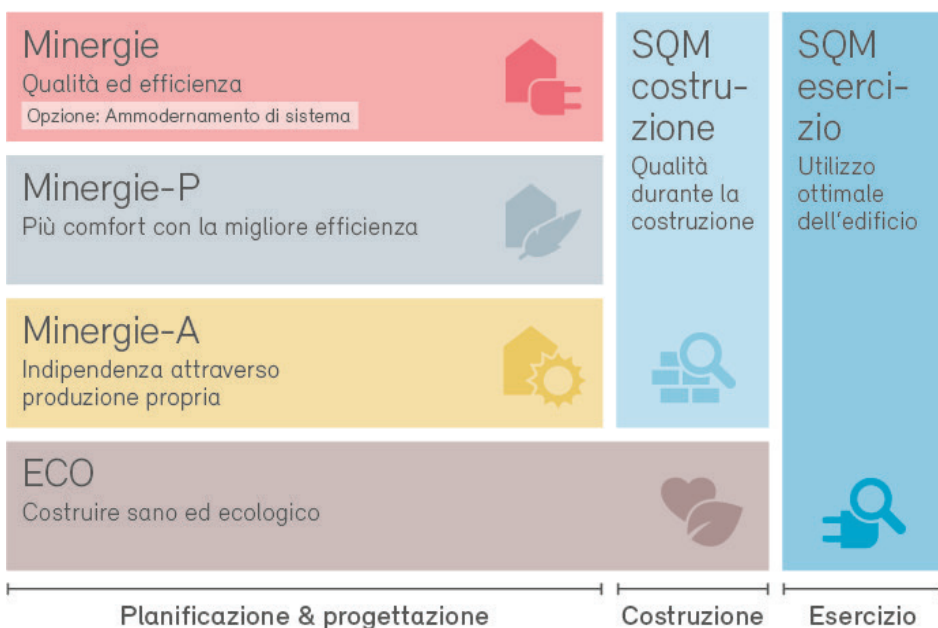 Minergie
Qualità ed efficienza
Opzione: Ammodernamento di sistema
Minergie-P
Più comfort con la migliore efficienza
Minergie-A
Indipendenza attraverso
produzione propria
ECO
Costruire sano ed ecologico
SQM
costru-
zione
Qualità
durante la
costruzione
SQM
eserci-
zio
Utilizzo
ottimale
dell'edificio
Planificazione & progettazione
Costruzione
Esercizio